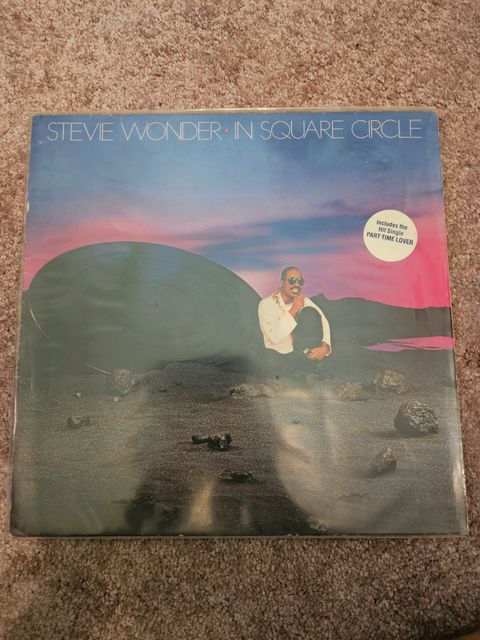 STEVIE WONDER · IN SQUARE CIRCLE
Includes the
Hit Single
PART-TIME LOVER